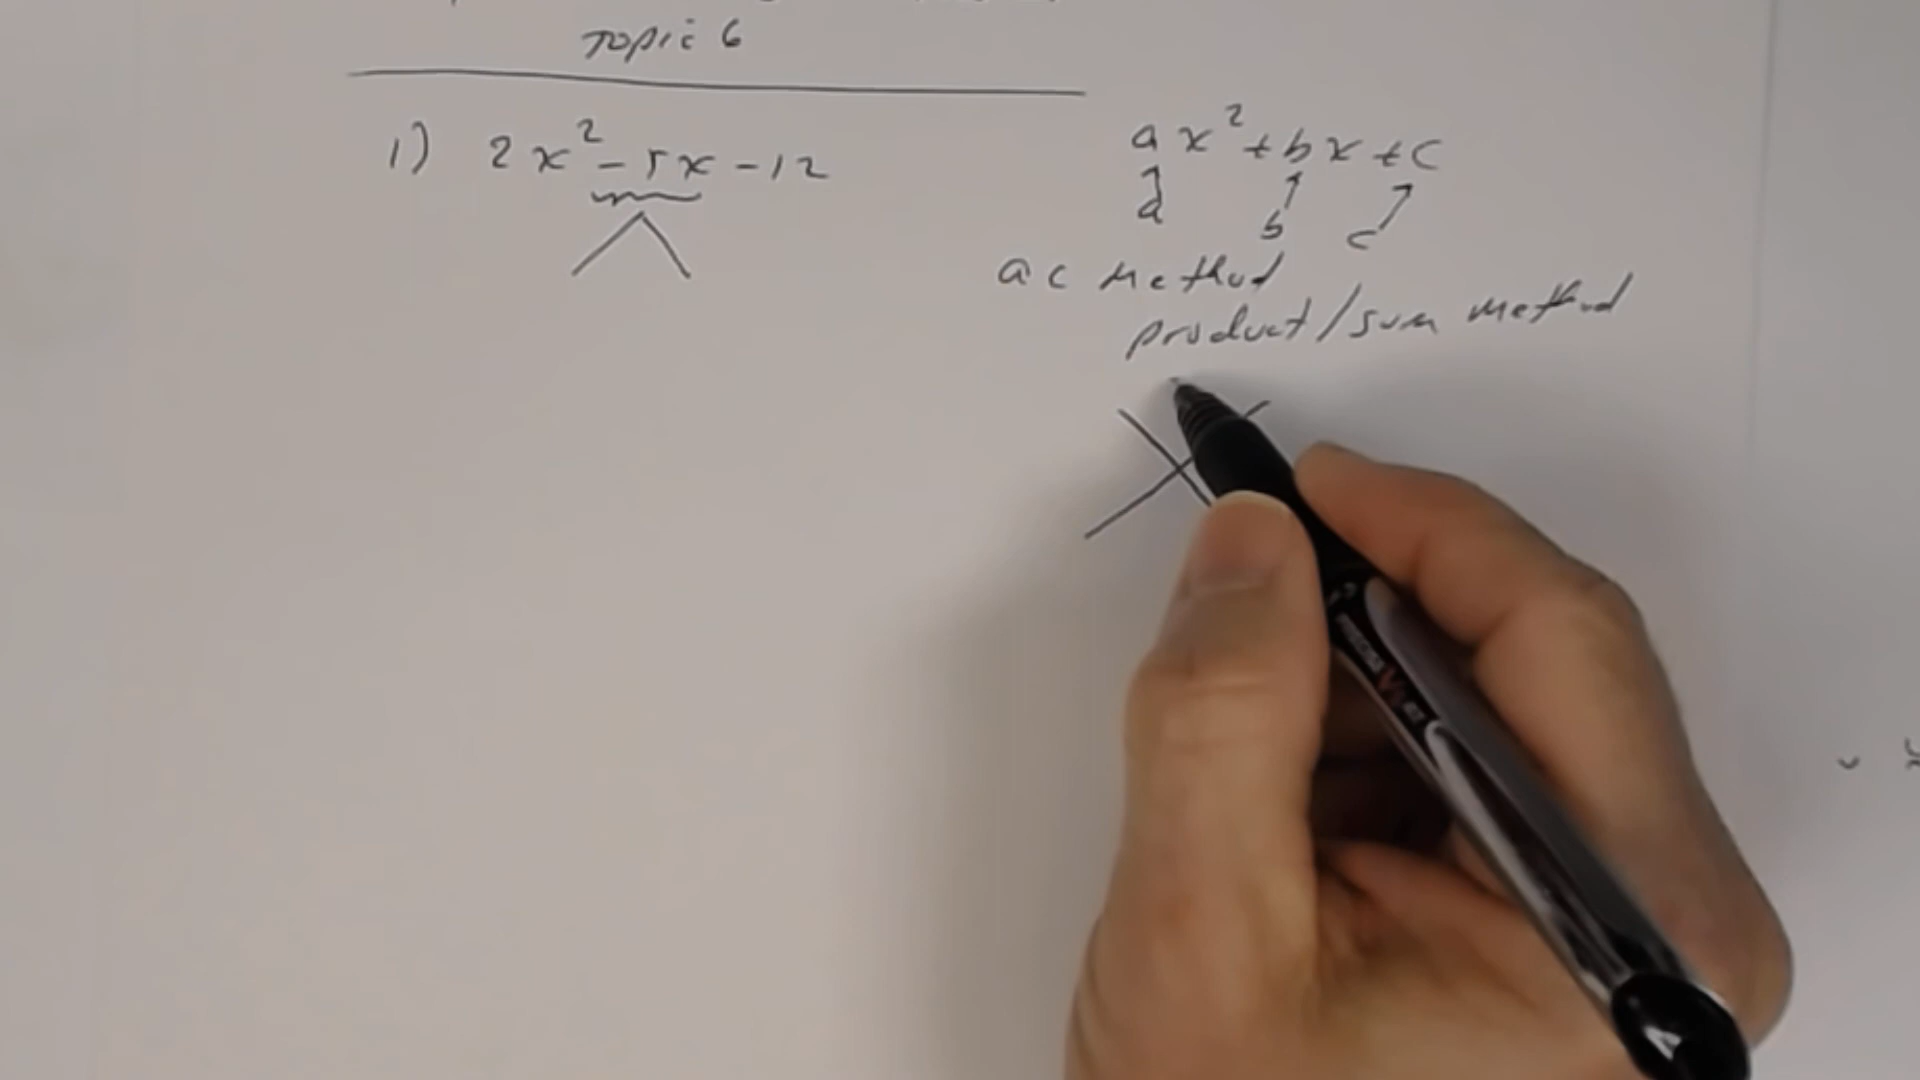 Topic 6
1) 2x² - 5x - 12
ax² + bx + c
a b c
ac Method
product/sum method